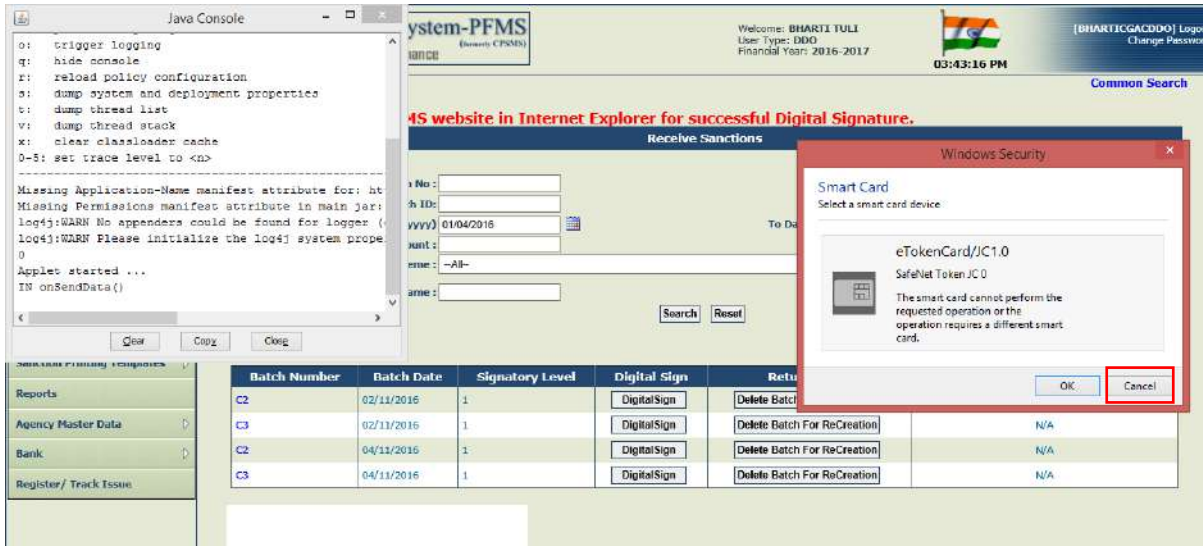 Java Console
o: trigger logging
q: hide console
r: reload policy configuration
s: dump system and deployment properties
t: dump thread list
v: dump thread stack
x: clear classloader cache
0-5: set trace level to <n>
Missing Application-Name manifest attribute for: ht
Missing Permissions manifest attribute in main jar:
log4j:WARN No appenders could be found for logger (
log4j:WARN Please initialize the log4j system prope
0
Applet started ...
IN onSendData()
Clear Copy Close
ystem-PFMS
(formerly CPSMS)
Welcome: BHARTI TULI
User Type: DDO
Financial Year: 2016-2017
03:43:16 PM
[BHARTICGACDDO] Logo
Change Passwo
Common Search
MS website in Internet Explorer for successful Digital Signature.
Receive Sanctions
No :
h ID:
yyyy) 01/04/2016 To Da
ount :
eme : --All--
ame :
Search Reset
Windows Security
Smart Card
Select a smart card device
eTokenCard/JC1.0
SafeNet Token JC 0
The smart card cannot perform the
requested operation or the
operation requires a different smart
card.
OK Cancel
Sanction Printing Templates
Reports
Agency Master Data
Bank
Register/ Track Issue
Batch Number Batch Date Signatory Level Digital Sign Retu
C2 02/11/2016 1 DigitalSign Delete Batch
C3 02/11/2016 1 DigitalSign Delete Batch For ReCreation N/A
C2 04/11/2016 1 DigitalSign Delete Batch For ReCreation N/A
C3 04/11/2016 1 DigitalSign Delete Batch For ReCreation N/A